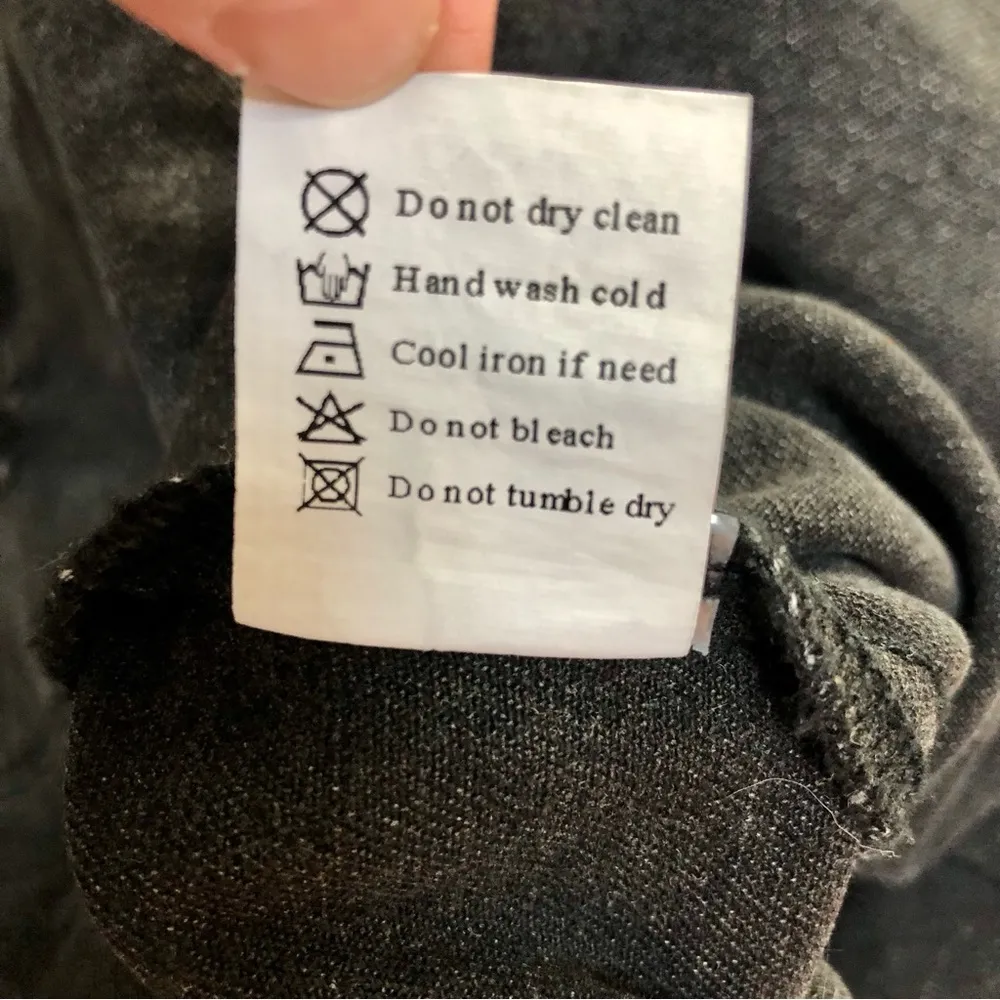 Do not dry clean
Hand wash cold
Cool iron if need
Do not bleach
Do not tumble dry